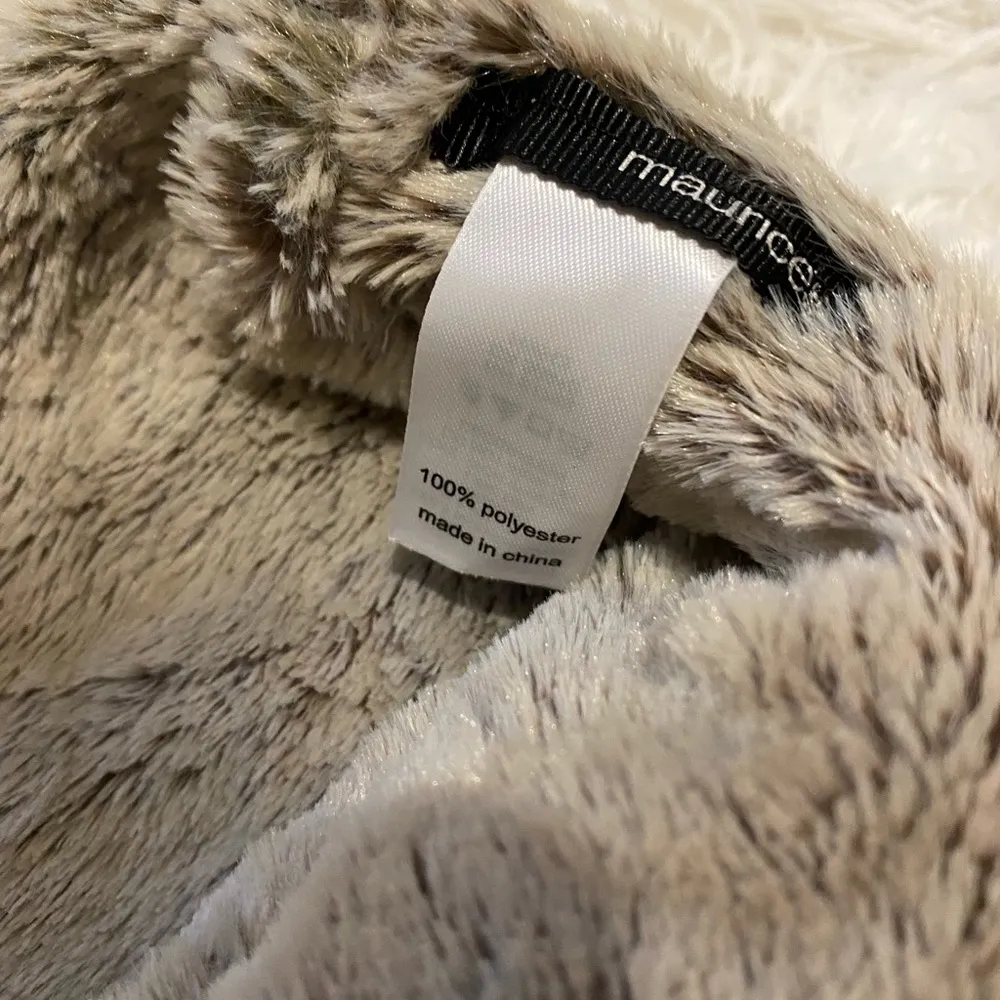 maurices
100% polyester
made in china